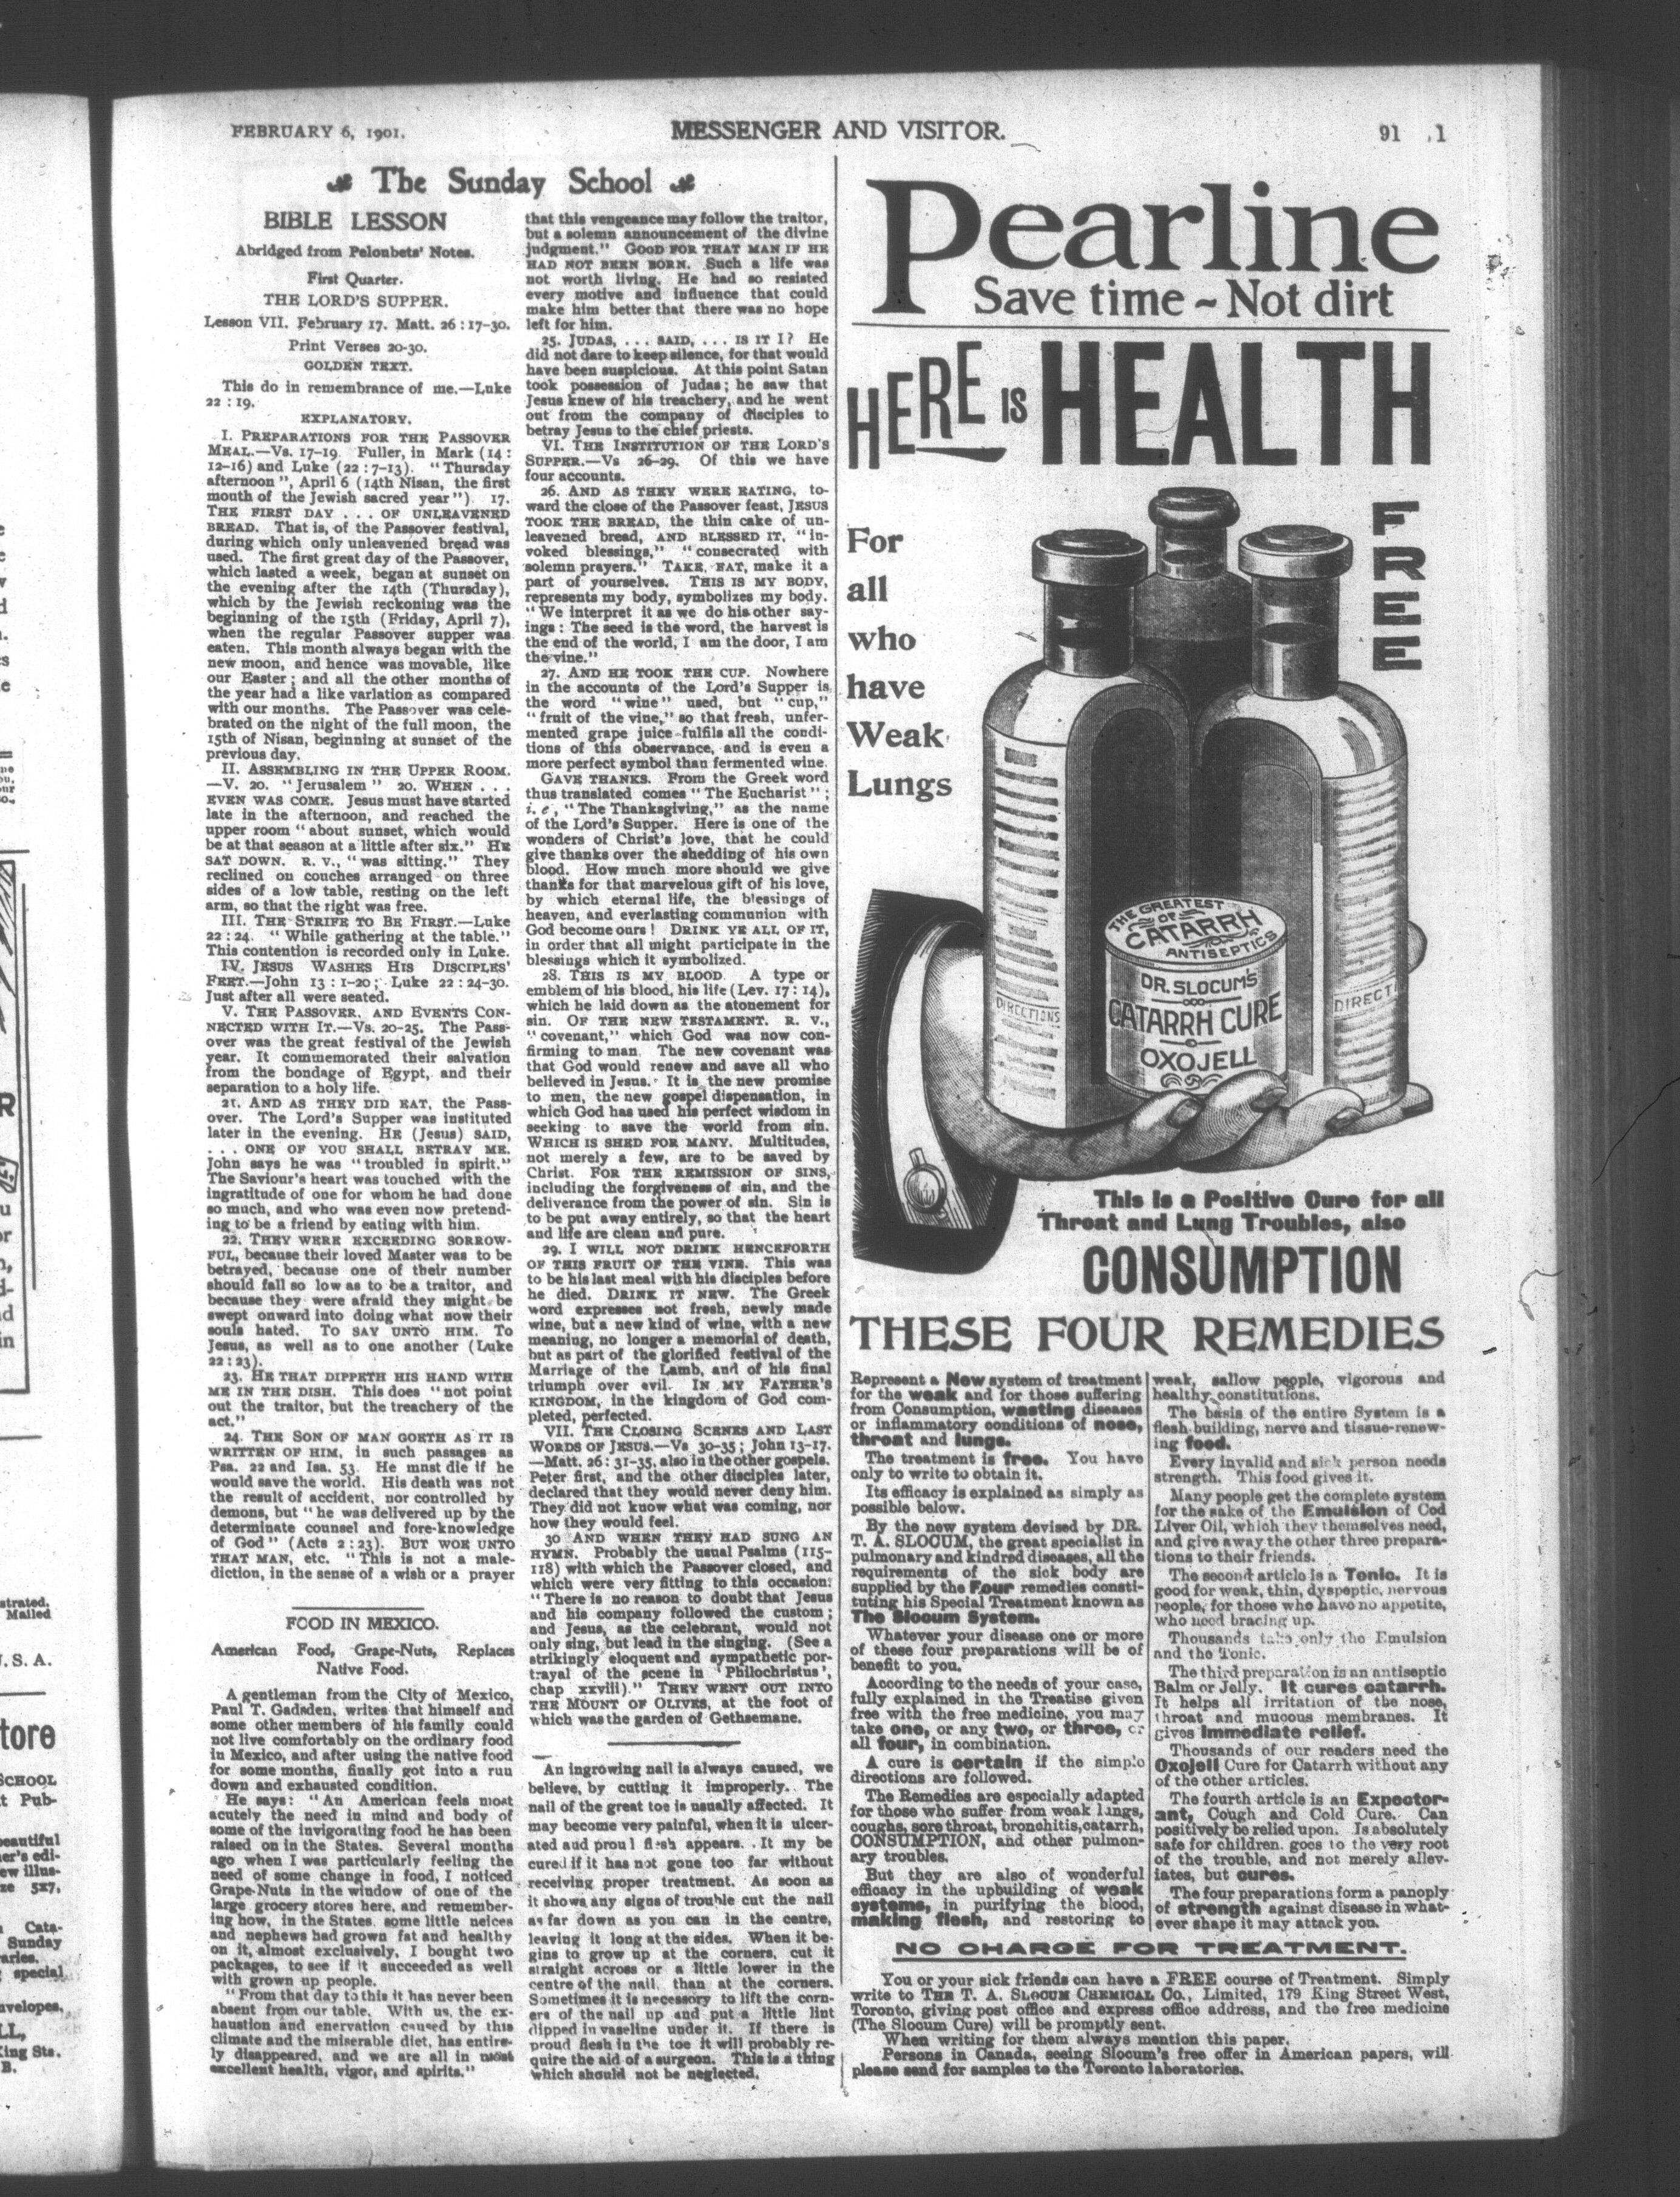 FEBRUARY 6, 1901.
MESSENGER AND VISITOR.
91
The Sunday School
BIBLE LESSON
Abridged from Peloubets' Notes.
First Quarter.
THE LORD'S SUPPER.
Lesson VII. February 17. Matt. 26 : 17-30.
Print Verses 20-30.
GOLDEN TEXT.
This do in remembrance of me.—Luke
22 : 19.
EXPLANATORY.
I. PREPARATIONS FOR THE PASSOVER
MEAL.—Vs. 17-19. Fuller, in Mark (14 :
12-16) and Luke (22 : 7-13). "Thursday
afternoon", April 6 (14th Nisan, the first
month of the Jewish sacred year"). 17.
THE FIRST DAY . . . OF UNLEAVENED
BREAD. That is, of the Passover festival,
during which only unleavened bread was
used. The first great day of the Passover,
which lasted a week, began at sunset on
the evening after the 14th (Thursday),
which by the Jewish reckoning was the
beginning of the 15th (Friday, April 7),
when the regular Passover supper was
eaten. This month always began with the
new moon, and hence was movable, like
our Easter ; and all the other months of
the year had a like variation as compared
with our months. The Passover was cele-
brated on the night of the full moon, the
15th of Nisan, beginning at sunset of the
previous day.
II. ASSEMBLING IN THE UPPER ROOM.
—V. 20. "Jerusalem" 20. WHEN . . .
EVEN WAS COME. Jesus must have started
late in the afternoon, and reached the
upper room "about sunset, which would
be at that season at a little after six." HE
SAT DOWN. R. V., "was sitting." They
reclined on couches arranged on three
sides of a low table, resting on the left
arm, so that the right was free.
III. THE STRIFE TO BE FIRST.—Luke
22 : 24. "While gathering at the table."
This contention is recorded only in Luke.
IV. JESUS WASHES HIS DISCIPLES'
FEET.—John 13 : 1-20 ; Luke 22 : 24-30.
Just after all were seated.
V. THE PASSOVER, AND EVENTS CON-
NECTED WITH IT.—Vs. 20-25. The Pass-
over was the great festival of the Jewish
year. It commemorated their salvation
from the bondage of Egypt, and their
separation to a holy life.
21. AND AS THEY DID EAT, the Pass-
over. The Lord's Supper was instituted
later in the evening. HE (Jesus) SAID,
. . . ONE OF YOU SHALL BETRAY ME.
John says he was "troubled in spirit."
The Saviour's heart was touched with the
ingratitude of one for whom he had done
so much, and who was even now pretend-
ing to be a friend by eating with him.
22. THEY WERE EXCEEDING SORROW-
FUL, because their loved Master was to be
betrayed, because one of their number
should fall so low as to be a traitor, and
because they were afraid they might be
swept onward into doing what now their
souls hated. TO SAY UNTO HIM. To
Jesus, as well as to one another (Luke
22 : 23).
23. HE THAT DIPPETH HIS HAND WITH
ME IN THE DISH. This does "not point
out the traitor, but the treachery of the
act."
24. THE SON OF MAN GOETH AS IT IS
WRITTEN OF HIM, in such passages as
Psa. 22 and Isa. 53. He mnst die if he
would save the world. His death was not
the result of accident, nor controlled by
demons, but "he was delivered up by the
determinate counsel and fore-knowledge
of God" (Acts 2 : 23). BUT WOE UNTO
THAT MAN, etc. "This is not a male-
diction, in the sense of a wish or a prayer
FOOD IN MEXICO.
American Food, Grape-Nuts, Replaces
Native Food.
A gentleman from the City of Mexico,
Paul T. Gadsden, writes that himself and
some other members of his family could
not live comfortably on the ordinary food
in Mexico, and after using the native food
for some months, finally got into a run
down and exhausted condition.
He says: "An American feels most
acutely the need in mind and body of
some of the invigorating food he has been
raised on in the States. Several months
ago when I was particularly feeling the
need of some change in food, I noticed
Grape-Nuts in the window of one of the
large grocery stores here, and remember-
ing how, in the States. some little neices
and nephews had grown fat and healthy
on it, almost exclusively, I bought two
packages, to see if it succeeded as well
with grown up people.
"From that day to this it has never been
absent from our table. With us, the ex-
haustion and enervation caused by this
climate and the miserable diet, has entire-
ly disappeared, and we are all in most
excellent health, vigor, and spirits."
that this vengeance may follow the traitor,
but a solemn announcement of the divine
judgment." GOOD FOR THAT MAN IF HE
HAD NOT BEEN BORN. Such a life was
not worth living. He had so resisted
every motive and influence that could
make him better that there was no hope
left for him.
25. JUDAS, . . . SAID, . . . IS IT I? He
did not dare to keep silence, for that would
have been suspicious. At this point Satan
took possession of Judas ; he saw that
Jesus knew of his treachery, and he went
out from the company of disciples to
betray Jesus to the chief priests.
VI. THE INSTITUTION OF THE LORD'S
SUPPER.—Vs 26-29. Of this we have
four accounts.
26. AND AS THEY WERE EATING, to-
ward the close of the Passover feast, JESUS
TOOK THE BREAD, the thin cake of un-
leavened bread, AND BLESSED IT, "in-
voked blessings," "consecrated with
solemn prayers." TAKE, EAT, make it a
part of yourselves. THIS IS MY BODY,
represents my body, symbolizes my body.
"We interpret it as we do his other say-
ings : The seed is the word, the harvest is
the end of the world, I am the door, I am
the vine."
27. AND HE TOOK THE CUP. Nowhere
in the accounts of the Lord's Supper is
the word "wine" used, but "cup,"
"fruit of the vine," so that fresh, unfer-
mented grape juice fulfils all the condi-
tions of this observance, and is even a
more perfect symbol than fermented wine.
GAVE THANKS. From the Greek word
thus translated comes "The Eucharist" ;
i. e, "The Thanksgiving," as the name
of the Lord's Supper. Here is one of the
wonders of Christ's love, that he could
give thanks over the shedding of his own
blood. How much more should we give
thanks for that marvelous gift of his love,
by which eternal life, the blessings of
heaven, and everlasting communion with
God become ours ! DRINK YE ALL OF IT,
in order that all might participate in the
blessings which it symbolized.
28. THIS IS MY BLOOD. A type or
emblem of his blood, his life (Lev. 17 : 14),
which he laid down as the atonement for
sin. OF THE NEW TESTAMENT. R. V.,
"covenant," which God was now con-
firming to man. The new covenant was
that God would renew and save all who
believed in Jesus. It is the new promise
to men, the new gospel dispensation, in
which God has used his perfect wisdom in
seeking to save the world from sin.
WHICH IS SHED FOR MANY. Multitudes,
not merely a few, are to be saved by
Christ. FOR THE REMISSION OF SINS,
including the forgiveness of sin, and the
deliverance from the power of sin. Sin is
to be put away entirely, so that the heart
and life are clean and pure.
29. I WILL NOT DRINK HENCEFORTH
OF THIS FRUIT OF THE VINE. This was
to be his last meal with his disciples before
he died. DRINK IT NEW. The Greek
word expresses not fresh, newly made
wine, but a new kind of wine, with a new
meaning, no longer a memorial of death,
but as part of the glorified festival of the
Marriage of the Lamb, and of his final
triumph over evil. IN MY FATHER'S
KINGDOM, in the kingdom of God com-
pleted, perfected.
VII. THE CLOSING SCENES AND LAST
WORDS OF JESUS.—Vs 30-35 ; John 13-17.
—Matt. 26 : 31-35, also in the other gospels.
Peter first, and the other disciples later,
declared that they would never deny him.
They did not know what was coming, nor
how they would feel.
30 AND WHEN THEY HAD SUNG AN
HYMN. Probably the usual Psalms (115-
118) with which the Passover closed, and
which were very fitting to this occasion.
"There is no reason to doubt that Jesus
and his company followed the custom ;
and Jesus, as the celebrant, would not
only sing, but lead in the singing. (See a
strikingly eloquent and sympathetic por-
trayal of the scene in 'Philochristus',
chap xxviii)." THEY WENT OUT INTO
THE MOUNT OF OLIVES, at the foot of
which was the garden of Gethsemane.
An ingrowing nail is always caused, we
believe, by cutting it improperly. The
nail of the great toe is usually affected. It
may become very painful, when it is ulcer-
ated and proud flesh appears. It my be
cured if it has not gone too far without
receiving proper treatment. As soon as
it shows any signs of trouble cut the nail
as far down as you can in the centre,
leaving it long at the sides. When it be-
gins to grow up at the corners, cut it
straight across or a little lower in the
centre of the nail, than at the corners.
Sometimes it is necessary to lift the corn-
ers of the nail up and put a little lint
dipped in vaseline under it. If there is
proud flesh in the toe it will probably re-
quire the aid of a surgeon. This is a thing
which should not be neglected.
Pearline
Save time ~ Not dirt
HERE IS HEALTH
For
all
who
have
Weak
Lungs
FREE
THE GREATEST
OF
CATARRH
ANTISEPTICS
DR. SLOCUM'S
CATARRH CURE
OXOJELL
DIRECTIONS
DIRECTI
This is a Positive Cure for all
Throat and Lung Troubles, also
CONSUMPTION
THESE FOUR REMEDIES
Represent a New system of treatment
for the weak and for those suffering
from Consumption, wasting diseases
or inflammatory conditions of nose,
throat and lungs.
The treatment is free. You have
only to write to obtain it.
Its efficacy is explained as simply as
possible below.
By the new system devised by DR.
T. A. SLOCUM, the great specialist in
pulmonary and kindred diseases, all the
requirements of the sick body are
supplied by the Four remedies consti-
tuting his Special Treatment known as
The Slocum System.
Whatever your disease one or more
of these four preparations will be of
benefit to you.
According to the needs of your case,
fully explained in the Treatise given
free with the free medicine, you may
take one, or any two, or three, or
all four, in combination.
A cure is certain if the simple
directions are followed.
The Remedies are especially adapted
for those who suffer from weak lungs,
coughs, sore throat, bronchitis, catarrh,
CONSUMPTION, and other pulmon-
ary troubles.
But they are also of wonderful
efficacy in the upbuilding of weak
systems, in purifying the blood,
making flesh, and restoring to
weak, sallow people, vigorous and
healthy constitutions.
The basis of the entire System is a
flesh-building, nerve and tissue-renew-
ing food.
Every invalid and sick person needs
strength. This food gives it.
Many people get the complete system
for the sake of the Emulsion of Cod
Liver Oil, which they themselves need,
and give away the other three prepara-
tions to their friends.
The second article is a Tonic. It is
good for weak, thin, dyspeptic, nervous
people, for those who have no appetite,
who need bracing up.
Thousands take only the Emulsion
and the Tonic.
The third preparation is an antiseptic
Balm or Jelly. It cures catarrh.
It helps all irritation of the nose,
throat and mucous membranes. It
gives immediate relief.
Thousands of our readers need the
Oxojell Cure for Catarrh without any
of the other articles.
The fourth article is an Expector-
ant, Cough and Cold Cure. Can
positively be relied upon. Is absolutely
safe for children. goes to the very root
of the trouble, and not merely allev-
iates, but cures.
The four preparations form a panoply
of strength against disease in what-
ever shape it may attack you.
NO CHARGE FOR TREATMENT.
You or your sick friends can have a FREE course of Treatment. Simply
write to THE T. A. SLOCUM CHEMICAL CO., Limited, 179 King Street West,
Toronto, giving post office and express office address, and the free medicine
(The Slocum Cure) will be promptly sent.
When writing for them always mention this paper.
Persons in Canada, seeing Slocum's free offer in American papers, will
please send for samples to the Toronto laboratories.